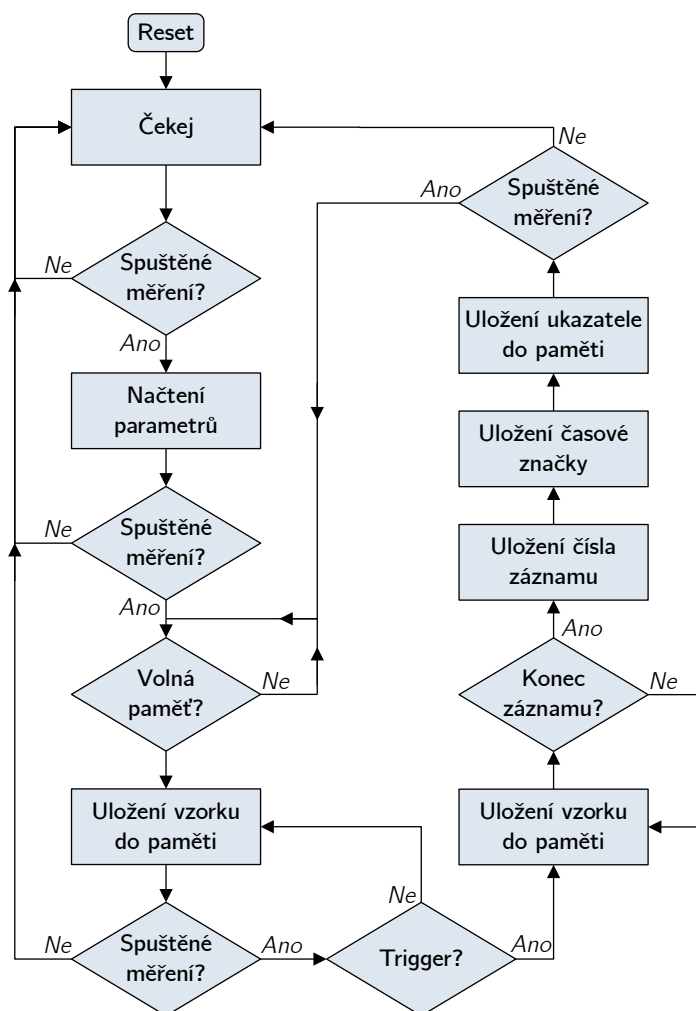 Reset
Čekej
Ne
Spuštěné
měření?
Ano
Načtení
parametrů
Ne
Spuštěné
měření?
Ano
Volná
paměť?
Ne
Uložení vzorku
do paměti
Ne
Spuštěné
měření?
Ano
Trigger?
Ne
Ano
Uložení vzorku
do paměti
Konec
záznamu?
Ne
Ano
Uložení čísla
záznamu
Uložení časové
značky
Uložení ukazatele
do paměti
Spuštěné
měření?
Ano
Ne